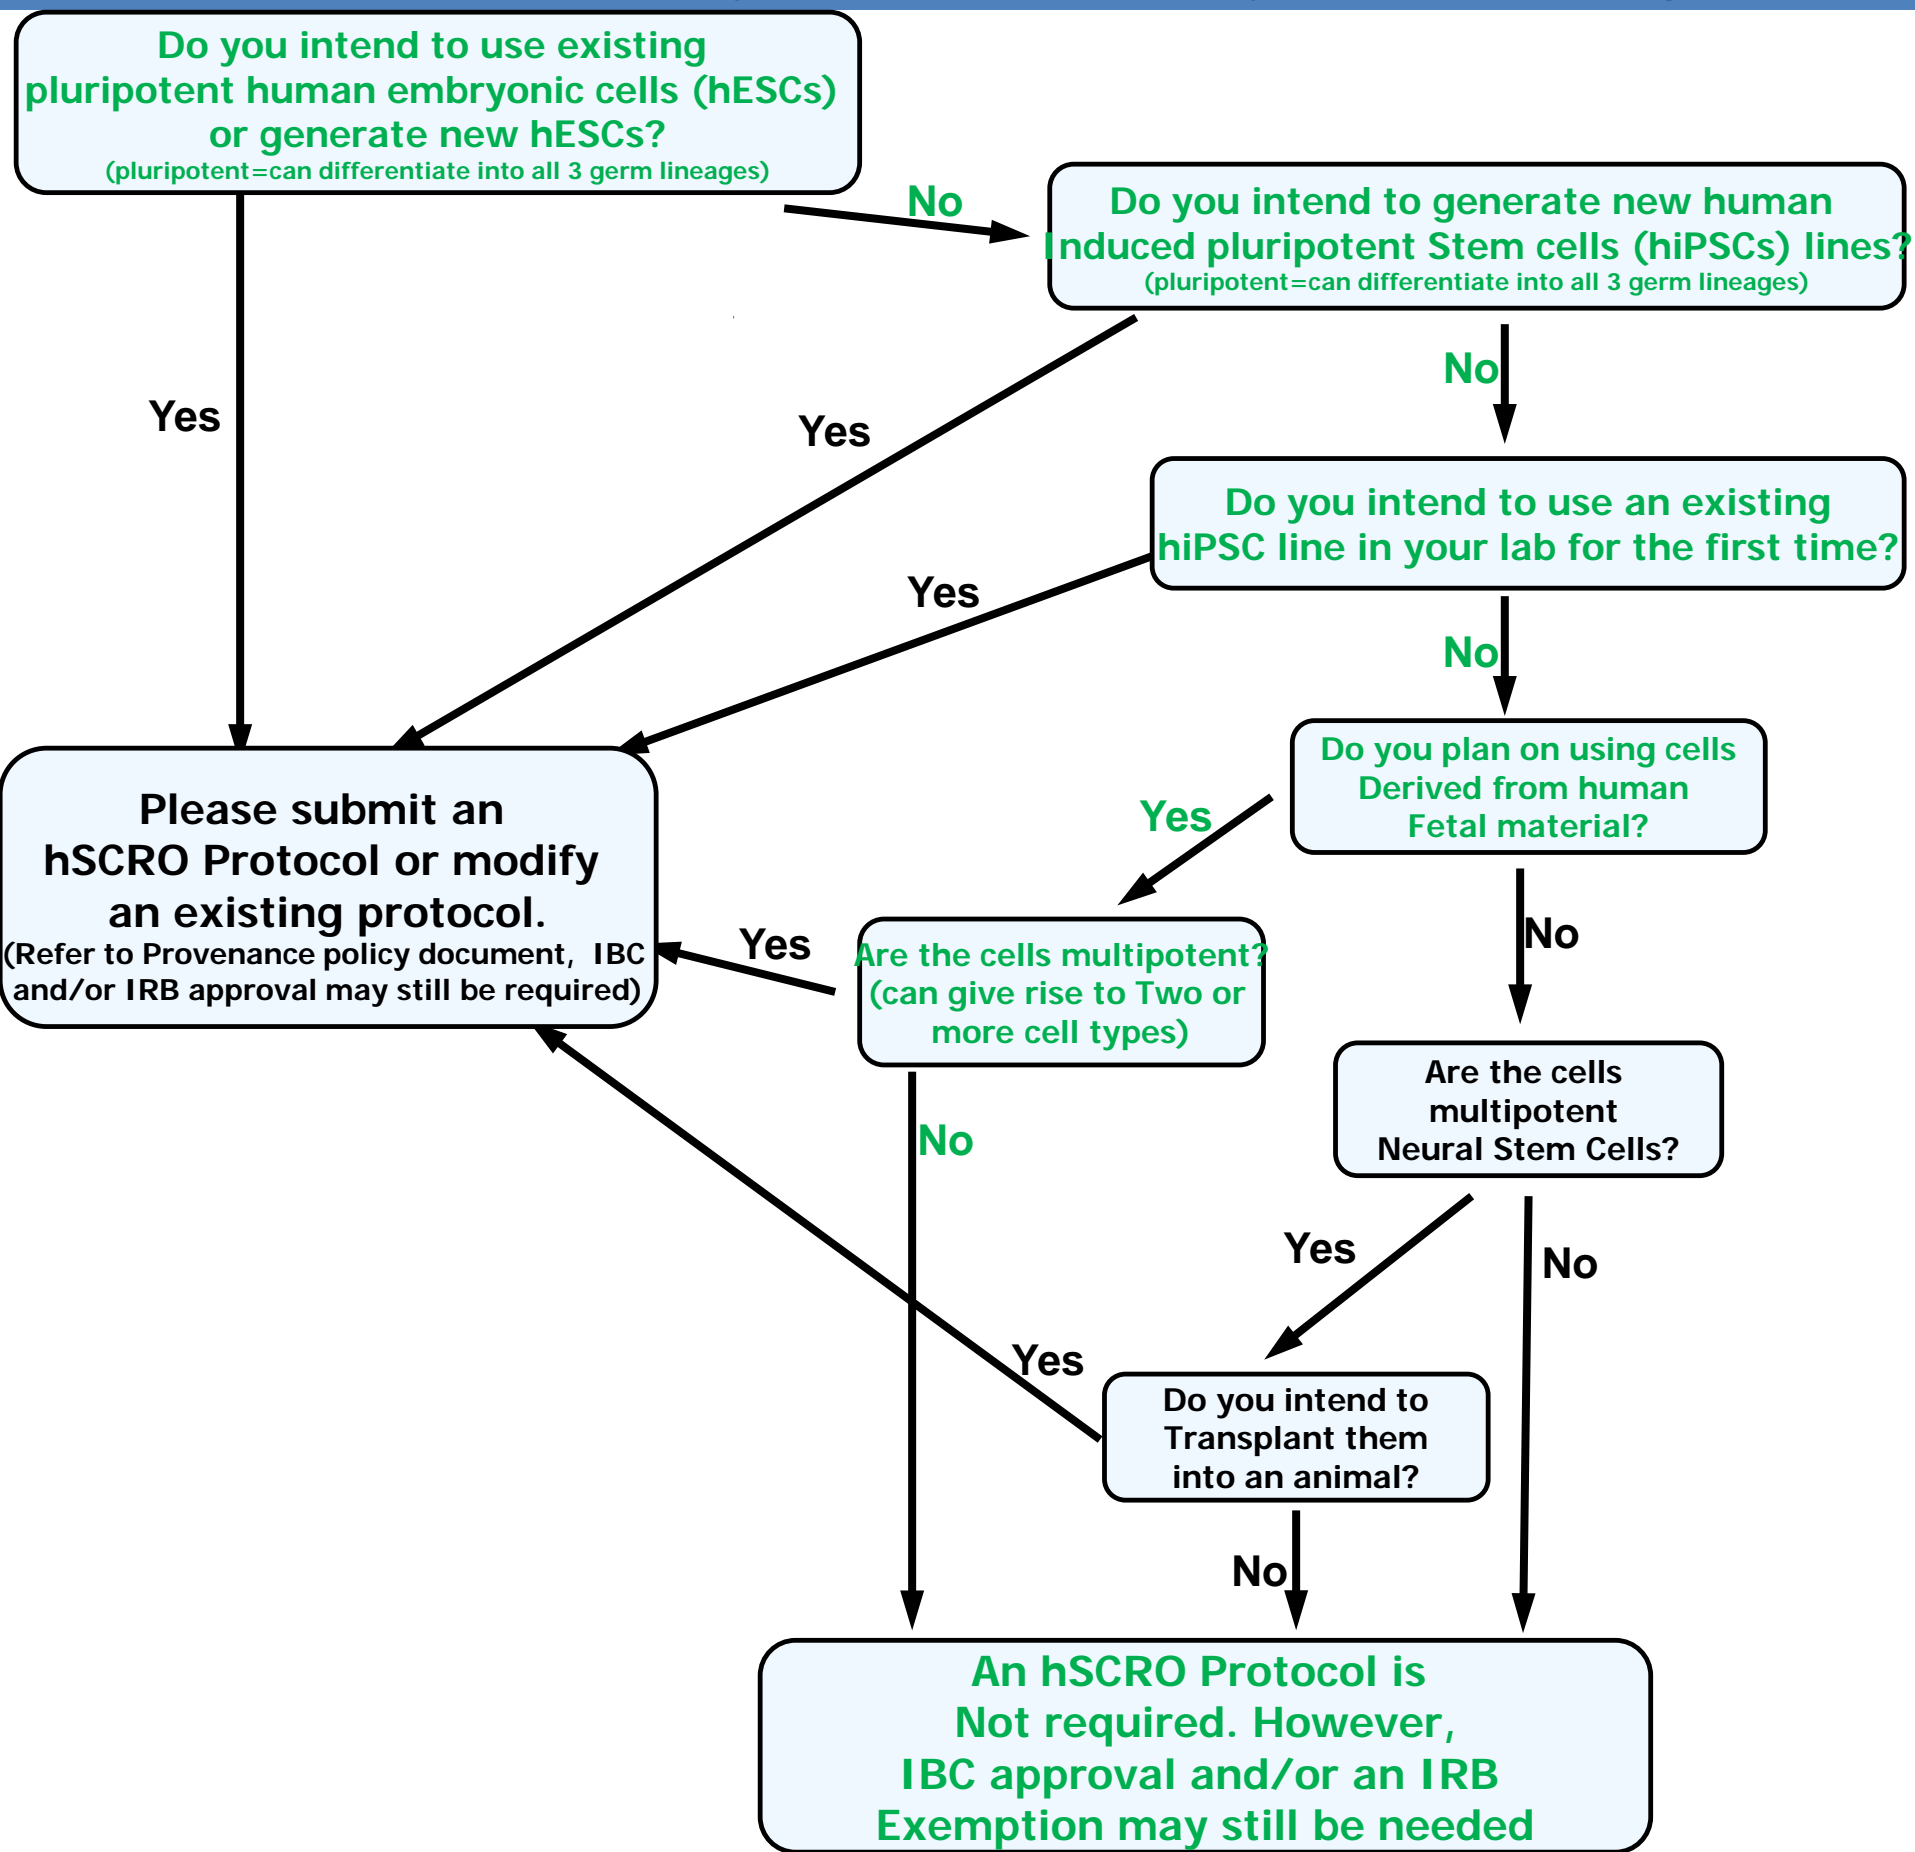 Do you intend to use existing
pluripotent human embryonic cells (hESCs)
or generate new hESCs?
(pluripotent=can differentiate into all 3 germ lineages)
No
Do you intend to generate new human
Induced pluripotent Stem cells (hiPSCs) lines?
(pluripotent=can differentiate into all 3 germ lineages)
Yes
Yes
No
Do you intend to use an existing
hiPSC line in your lab for the first time?
Yes
No
Do you plan on using cells
Derived from human
Fetal material?
Yes
No
Please submit an
hSCRO Protocol or modify
an existing protocol.
(Refer to Provenance policy document, IBC
and/or IRB approval may still be required)
Yes
Are the cells multipotent?
(can give rise to Two or
more cell types)
No
Are the cells
multipotent
Neural Stem Cells?
Yes
No
Yes
Do you intend to
Transplant them
into an animal?
No
An hSCRO Protocol is
Not required. However,
IBC approval and/or an IRB
Exemption may still be needed